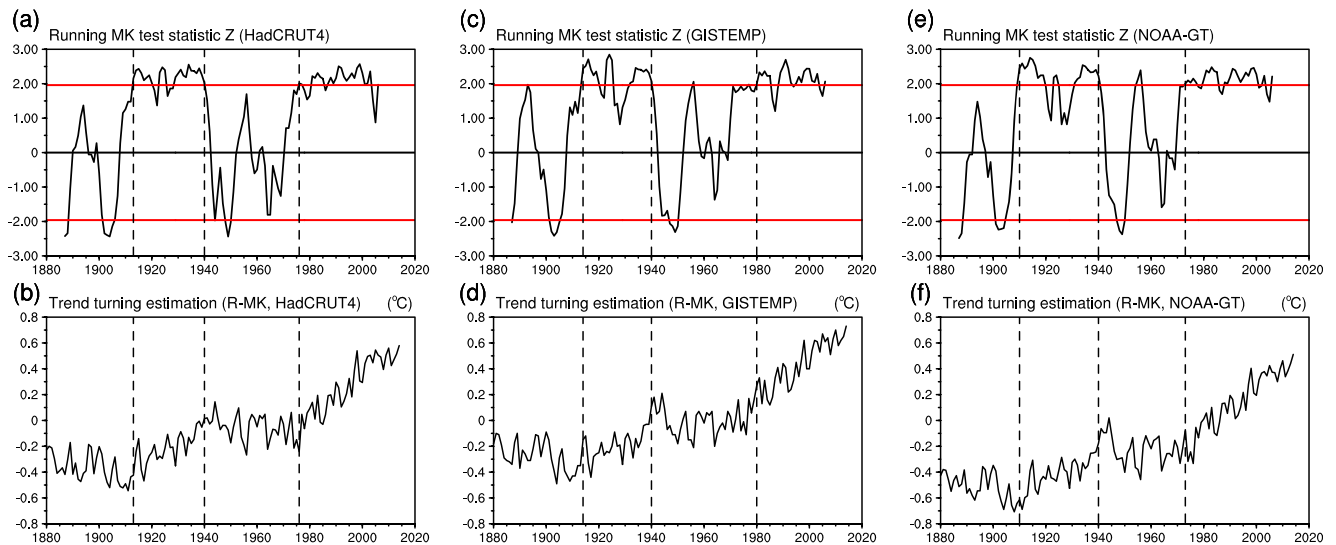 (a)
Running MK test statistic Z (HadCRUT4)
3.00
2.00
1.00
0
-1.00
-2.00
-3.00
1880 1900 1920 1940 1960 1980 2000 2020
(c)
Running MK test statistic Z (GISTEMP)
3.00
2.00
1.00
0
-1.00
-2.00
-3.00
1880 1900 1920 1940 1960 1980 2000 2020
(e)
Running MK test statistic Z (NOAA-GT)
3.00
2.00
1.00
0
-1.00
-2.00
-3.00
1880 1900 1920 1940 1960 1980 2000 2020
(b)
Trend turning estimation (R-MK, HadCRUT4) (°C)
0.8
0.6
0.4
0.2
0
-0.2
-0.4
-0.6
-0.8
1880 1900 1920 1940 1960 1980 2000 2020
(d)
Trend turning estimation (R-MK, GISTEMP) (°C)
0.8
0.6
0.4
0.2
0
-0.2
-0.4
-0.6
-0.8
1880 1900 1920 1940 1960 1980 2000 2020
(f)
Trend turning estimation (R-MK, NOAA-GT) (°C)
0.8
0.6
0.4
0.2
0
-0.2
-0.4
-0.6
-0.8
1880 1900 1920 1940 1960 1980 2000 2020